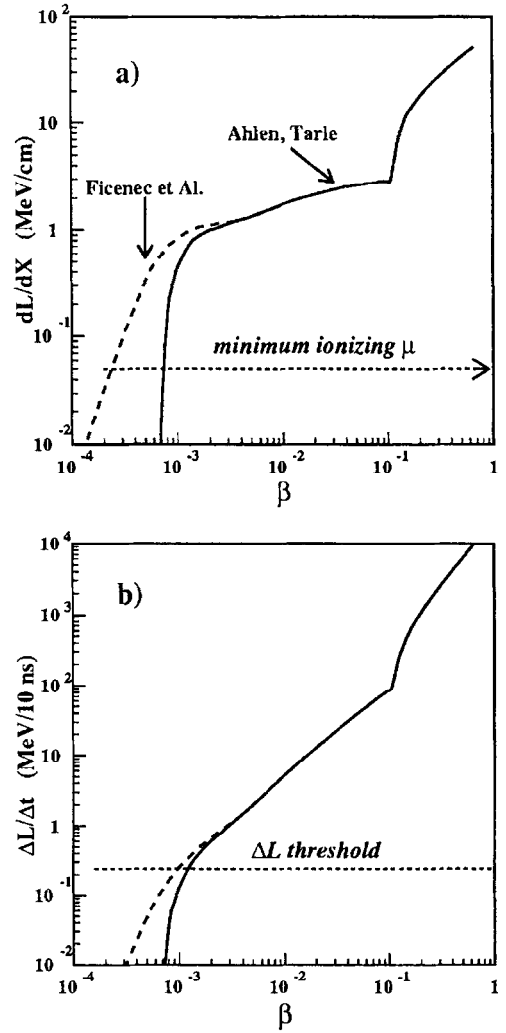 10²
a)
10
Ahlen, Tarle
Ficenec et Al.
1
dL/dX (MeV/cm)
10⁻¹
minimum ionizing μ
10⁻²
10⁻⁴ 10⁻³ 10⁻² 10⁻¹ 1
β
10⁴
b)
10³
10²
10
ΔL/Δt (MeV/10 ns)
1
ΔL threshold
10⁻¹
10⁻²
10⁻⁴ 10⁻³ 10⁻² 10⁻¹ 1
β